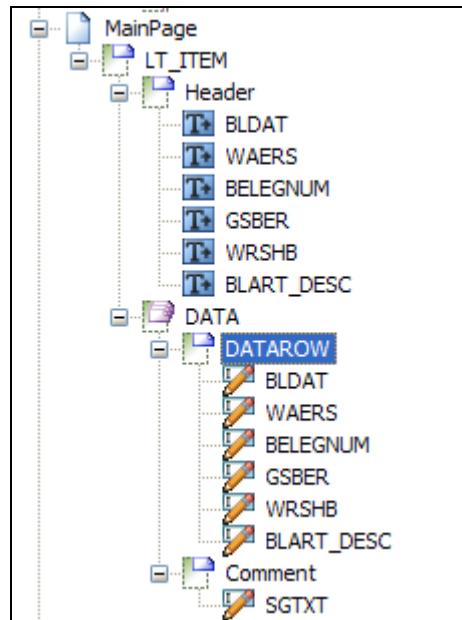 MainPage
LT_ITEM
Header
BLDAT
WAERS
BELEGNUM
GSBER
WRSHB
BLART_DESC
DATA
DATAROW
BLDAT
WAERS
BELEGNUM
GSBER
WRSHB
BLART_DESC
Comment
SGTXT